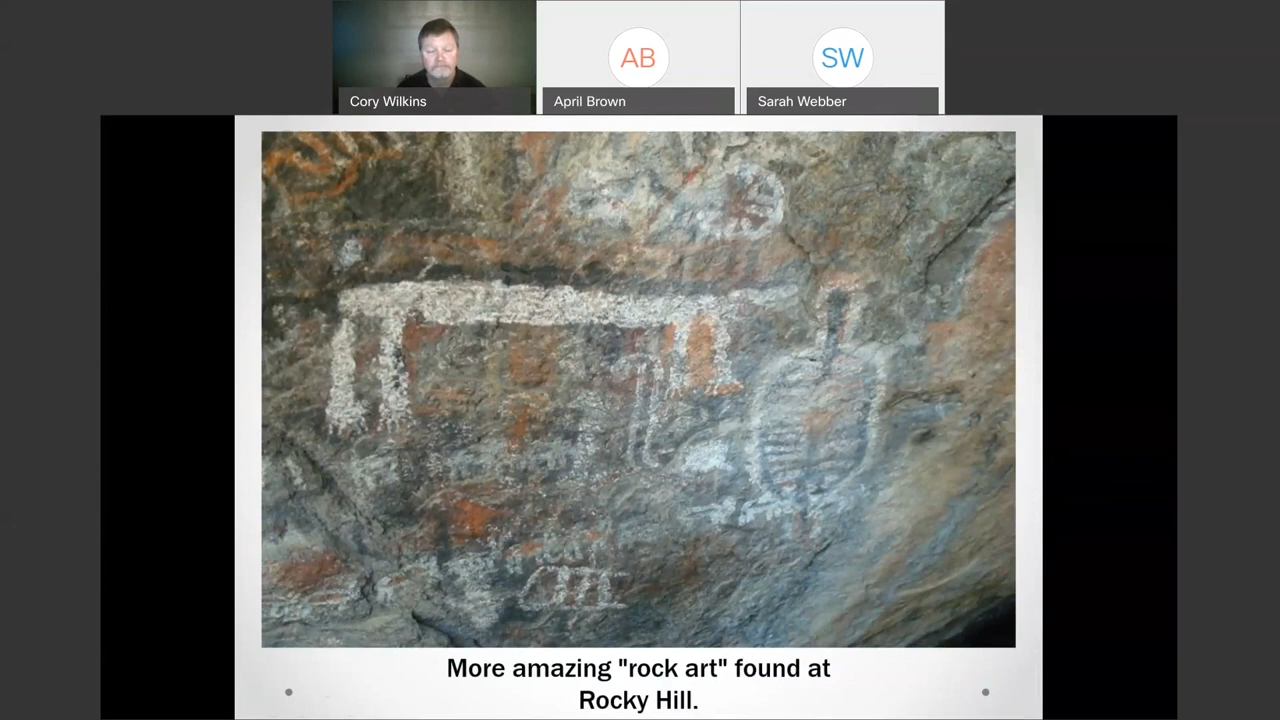 AB
SW
Cory Wilkins
April Brown
Sarah Webber
More amazing "rock art" found at
Rocky Hill.